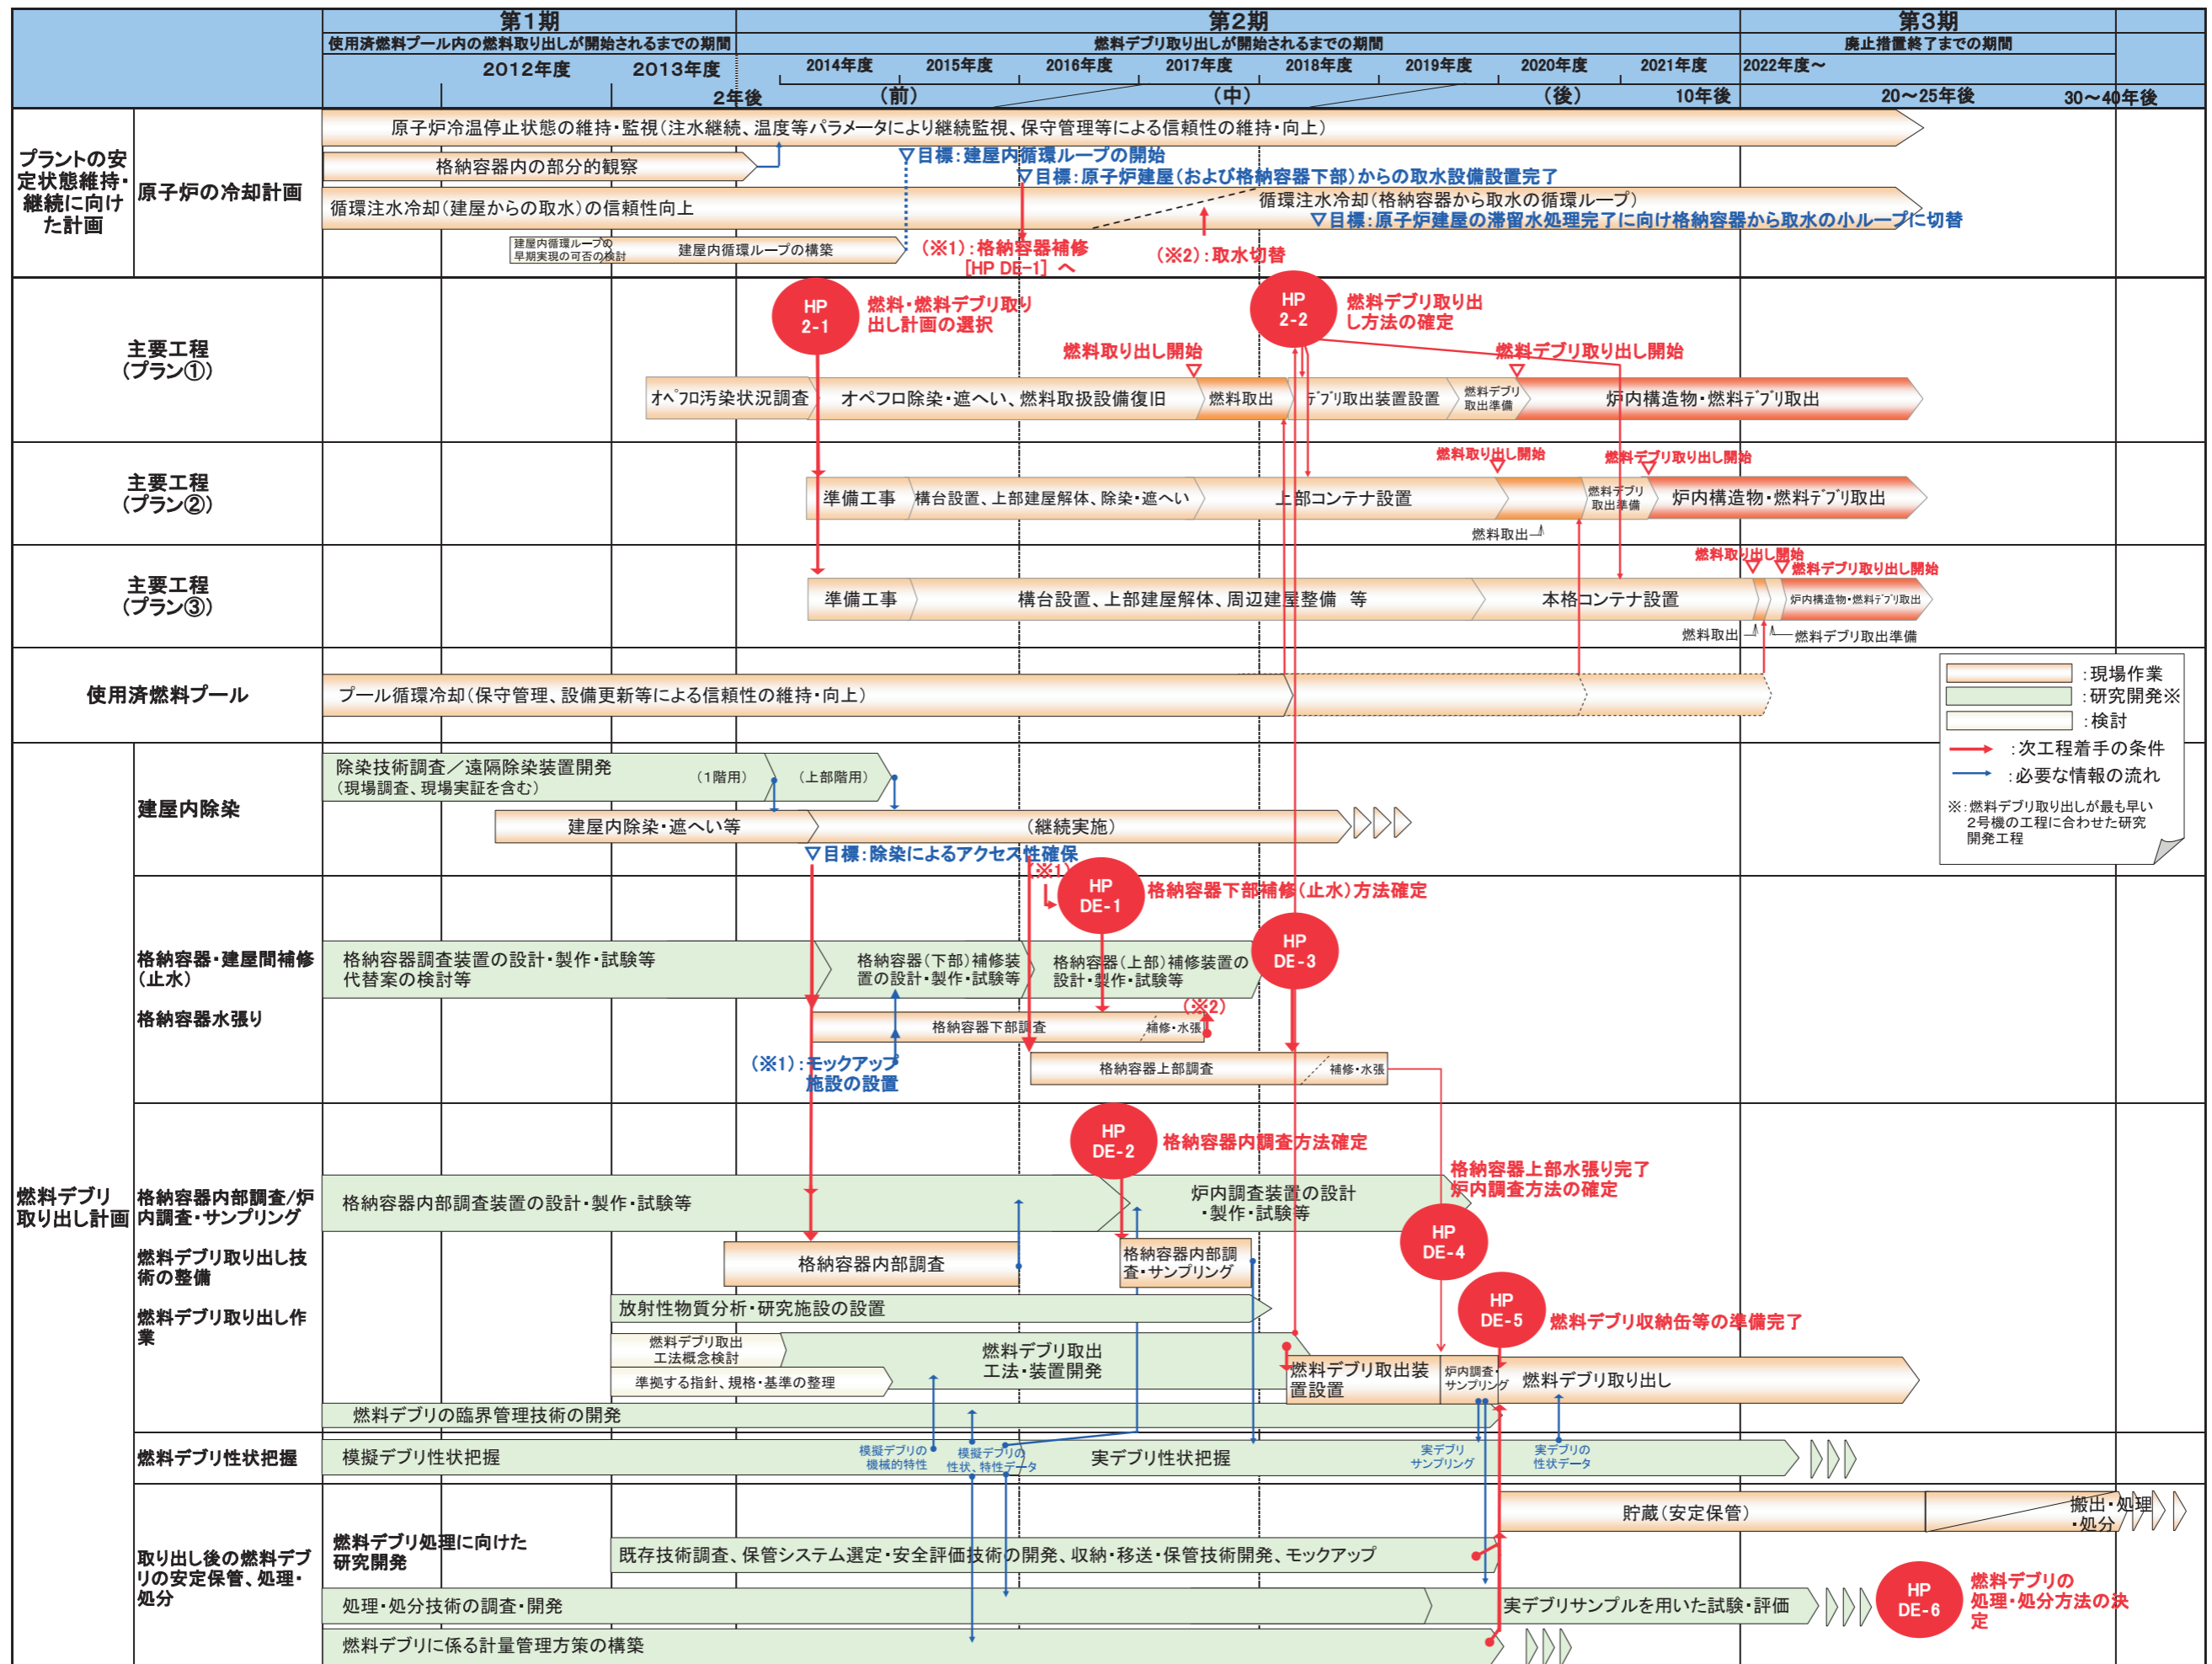 第1期
第2期
第3期
使用済燃料プール内の燃料取り出しが開始されるまでの期間
燃料デブリ取り出しが開始されるまでの期間
廃止措置終了までの期間
2012年度
2013年度
2014年度
2015年度
2016年度
2017年度
2018年度
2019年度
2020年度
2021年度
2022年度～
2年後
(前)
(中)
(後)
10年後
20～25年後
30～40年後
プラントの安
定状態維持・
継続に向け
た計画
原子炉の冷却計画
原子炉冷温停止状態の維持・監視(注水継続、温度等パラメータにより継続監視、保守管理等による信頼性の維持・向上)
格納容器内の部分的観察
▽目標:建屋内循環ループの開始
▽目標:原子炉建屋(および格納容器下部)からの取水設備設置完了
循環注水冷却(建屋からの取水)の信頼性向上
循環注水冷却(格納容器から取水の循環ループ)
▽目標:原子炉建屋の滞留水処理完了に向け格納容器から取水の小ループに切替
建屋内循環ループの
早期実現の可否の検討
建屋内循環ループの構築
(※1):格納容器補修
[HP DE-1] へ
(※2):取水切替
主要工程
(プラン①)
HP
2-1
燃料・燃料デブリ取り
出し計画の選択
HP
2-2
燃料デブリ取り出
し方法の確定
燃料取り出し開始
燃料デブリ取り出し開始
オペフロ汚染状況調査
オペフロ除染・遮へい、燃料取扱設備復旧
燃料取出
デブリ取出装置設置
燃料デブリ
取出準備
炉内構造物・燃料デブリ取出
主要工程
(プラン②)
燃料取り出し開始
燃料デブリ取り出し開始
準備工事
構台設置、上部建屋解体、除染・遮へい
上部コンテナ設置
燃料デブリ
取出準備
炉内構造物・燃料デブリ取出
燃料取出
主要工程
(プラン③)
燃料取り出し開始
燃料デブリ取り出し開始
準備工事
構台設置、上部建屋解体、周辺建屋整備 等
本格コンテナ設置
炉内構造物・燃料デブリ取出
燃料取出
燃料デブリ取出準備
使用済燃料プール
プール循環冷却(保守管理、設備更新等による信頼性の維持・向上)
:現場作業
:研究開発※
:検討
:次工程着手の条件
:必要な情報の流れ
※:燃料デブリ取り出しが最も早い
2号機の工程に合わせた研究
開発工程
燃料デブリ
取り出し計画
建屋内除染
除染技術調査/遠隔除染装置開発
(現場調査、現場実証を含む)
(1階用)
(上部階用)
建屋内除染・遮へい等
(継続実施)
▽目標:除染によるアクセス性確保
(※1)
HP
DE-1
格納容器下部補修(止水)方法確定
格納容器・建屋間補修
(止水)
格納容器水張り
格納容器調査装置の設計・製作・試験等
代替案の検討等
格納容器(下部)補修装
置の設計・製作・試験等
格納容器(上部)補修装置の
設計・製作・試験等
HP
DE-3
(※2)
格納容器下部調査
補修・水張
(※1):モックアップ
施設の設置
格納容器上部調査
補修・水張
HP
DE-2
格納容器内調査方法確定
格納容器内部調査/炉
内調査・サンプリング
燃料デブリ取り出し技
術の整備
燃料デブリ取り出し作
業
格納容器内部調査装置の設計・製作・試験等
炉内調査装置の設計
・製作・試験等
格納容器上部水張り完了
炉内調査方法の確定
HP
DE-4
格納容器内部調査
格納容器内部調
査・サンプリング
放射性物質分析・研究施設の設置
HP
DE-5
燃料デブリ収納缶等の準備完了
燃料デブリ取出
工法概念検討
燃料デブリ取出
工法・装置開発
準拠する指針、規格・基準の整理
燃料デブリ取出装
置設置
炉内調査・
サンプリング
燃料デブリ取り出し
燃料デブリの臨界管理技術の開発
燃料デブリ性状把握
模擬デブリ性状把握
模擬デブリの
機械的特性
模擬デブリの
性状、特性データ
実デブリ性状把握
実デブリ
サンプリング
実デブリの
性状データ
取り出し後の燃料デブ
リの安定保管、処理・
処分
貯蔵(安定保管)
搬出・処理
・処分
燃料デブリ処理に向けた
研究開発
既存技術調査、保管システム選定・安全評価技術の開発、収納・移送・保管技術開発、モックアップ
処理・処分技術の調査・開発
実デブリサンプルを用いた試験・評価
HP
DE-6
燃料デブリの
処理・処分方法の決
定
燃料デブリに係る計量管理方策の構築